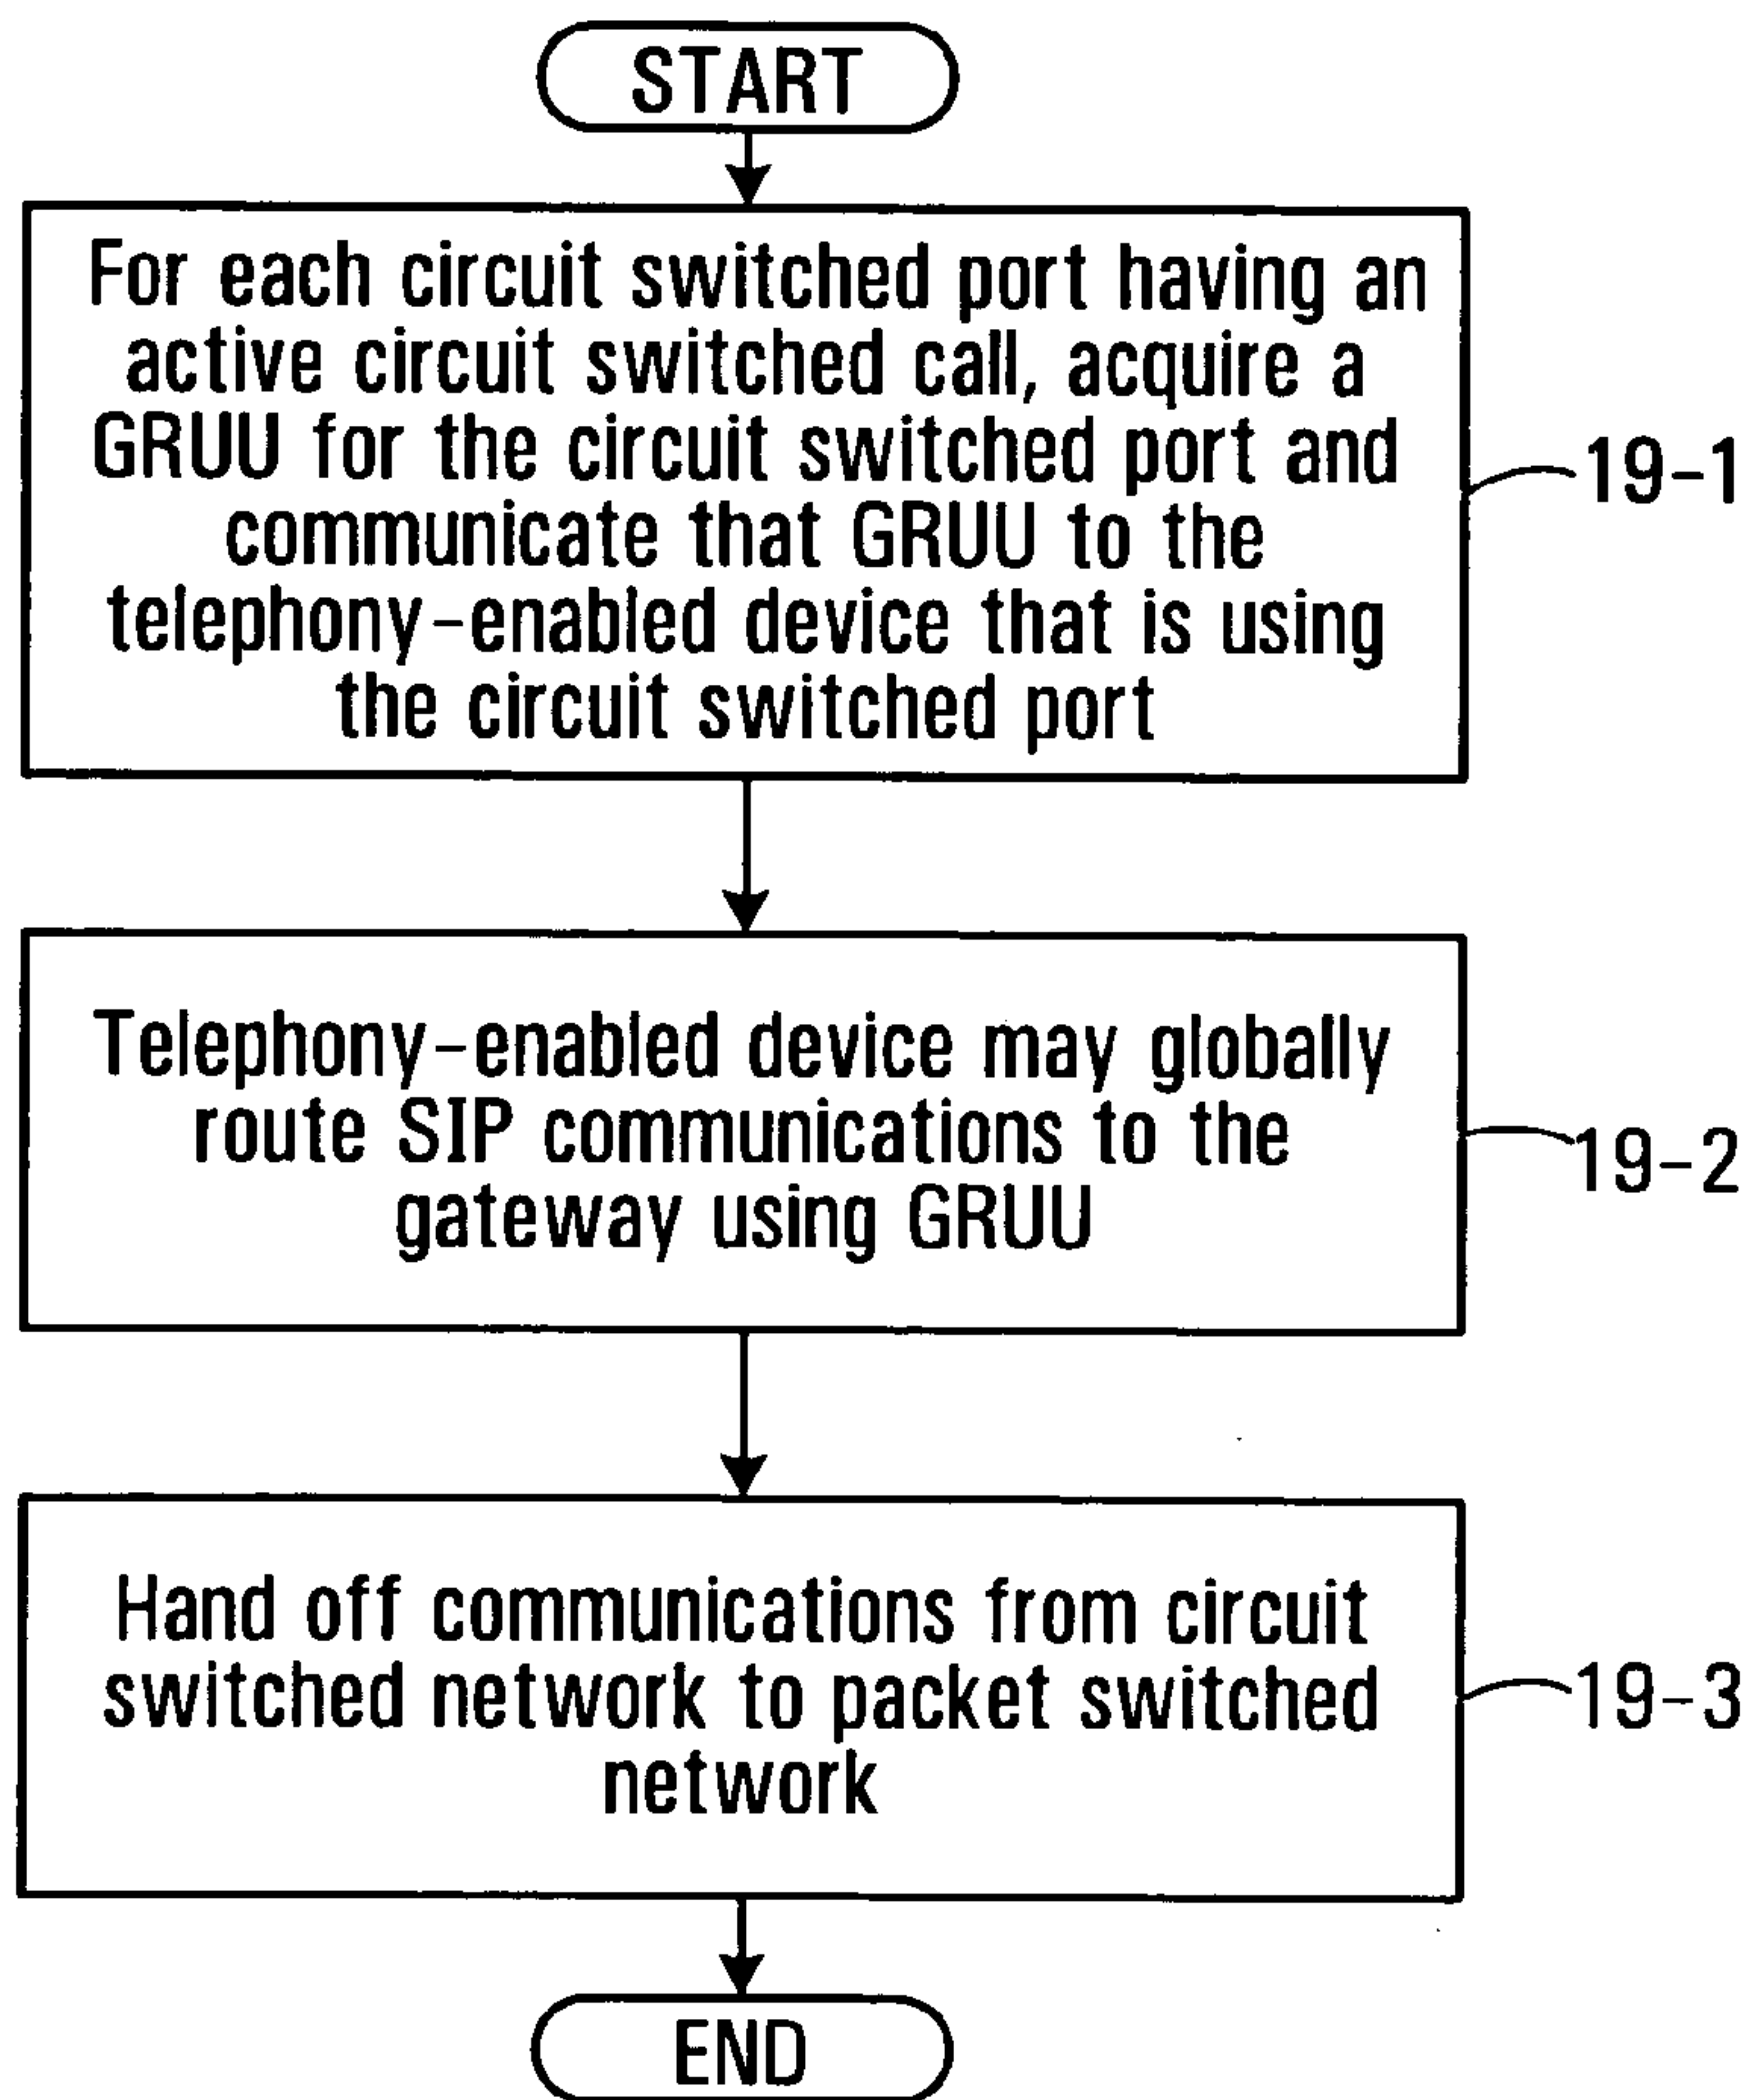 START
For each circuit switched port having an
active circuit switched call, acquire a
GRUU for the circuit switched port and
communicate that GRUU to the
telephony-enabled device that is using
the circuit switched port
19-1
Telephony-enabled device may globally
route SIP communications to the
gateway using GRUU
19-2
Hand off communications from circuit
switched network to packet switched
network
19-3
END